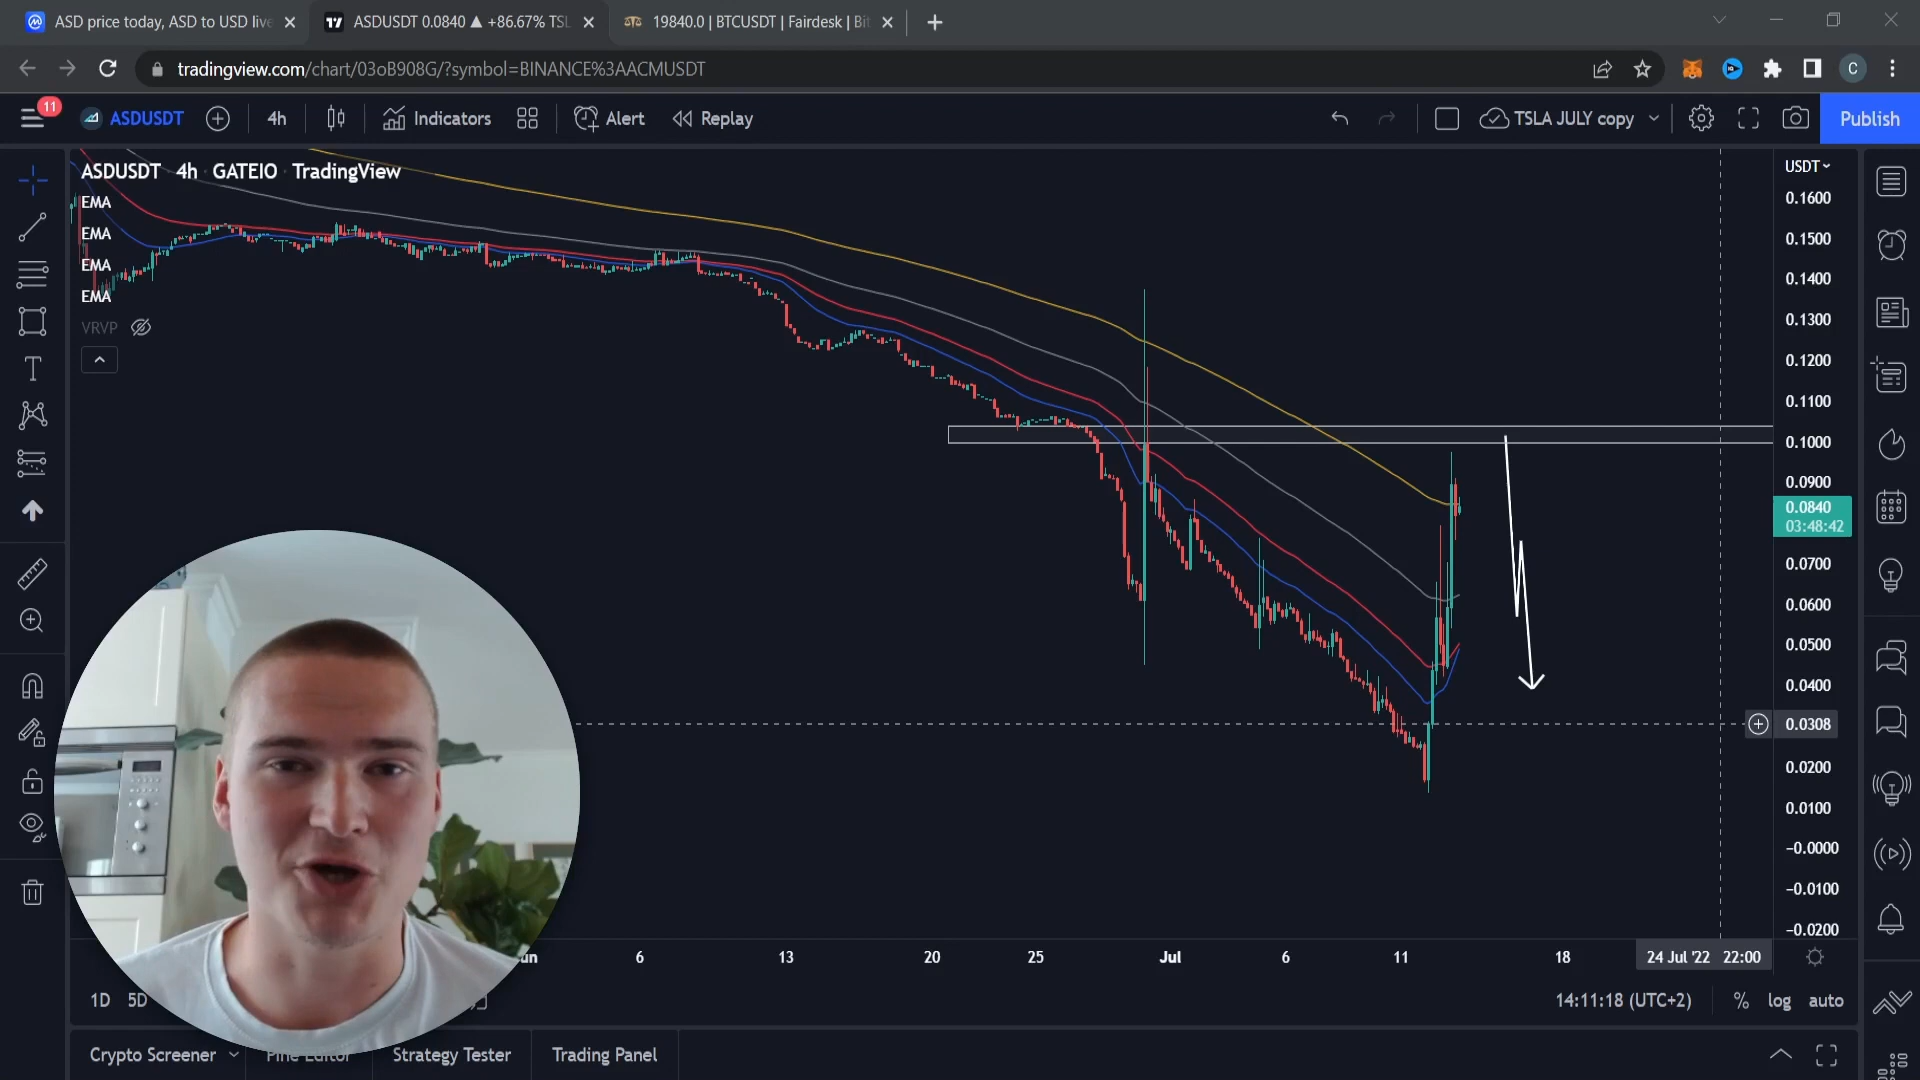 ASD price today, ASD to USD live
ASDUSDT 0.0840 ▲ +86.67% TSL
19840.0 | BTCUSDT | Fairdesk | Bit
tradingview.com/chart/03oB908G/?symbol=BINANCE%3AACMUSDT
C
11
ASDUSDT
4h
Indicators
Alert
Replay
TSLA JULY copy
Publish
ASDUSDT 4h · GATEIO · TradingView
EMA
EMA
EMA
EMA
VRVP
USDT
0.1600
0.1500
0.1400
0.1300
0.1200
0.1100
0.1000
0.0900
0.0840
03:48:42
0.0700
0.0600
0.0500
0.0400
0.0308
0.0200
0.0100
−0.0000
−0.0100
−0.0200
6
13
20
25
Jul
6
11
18
24 Jul '22 22:00
1D 5D
14:11:18 (UTC+2)
% log auto
Crypto Screener
Pine Editor
Strategy Tester
Trading Panel